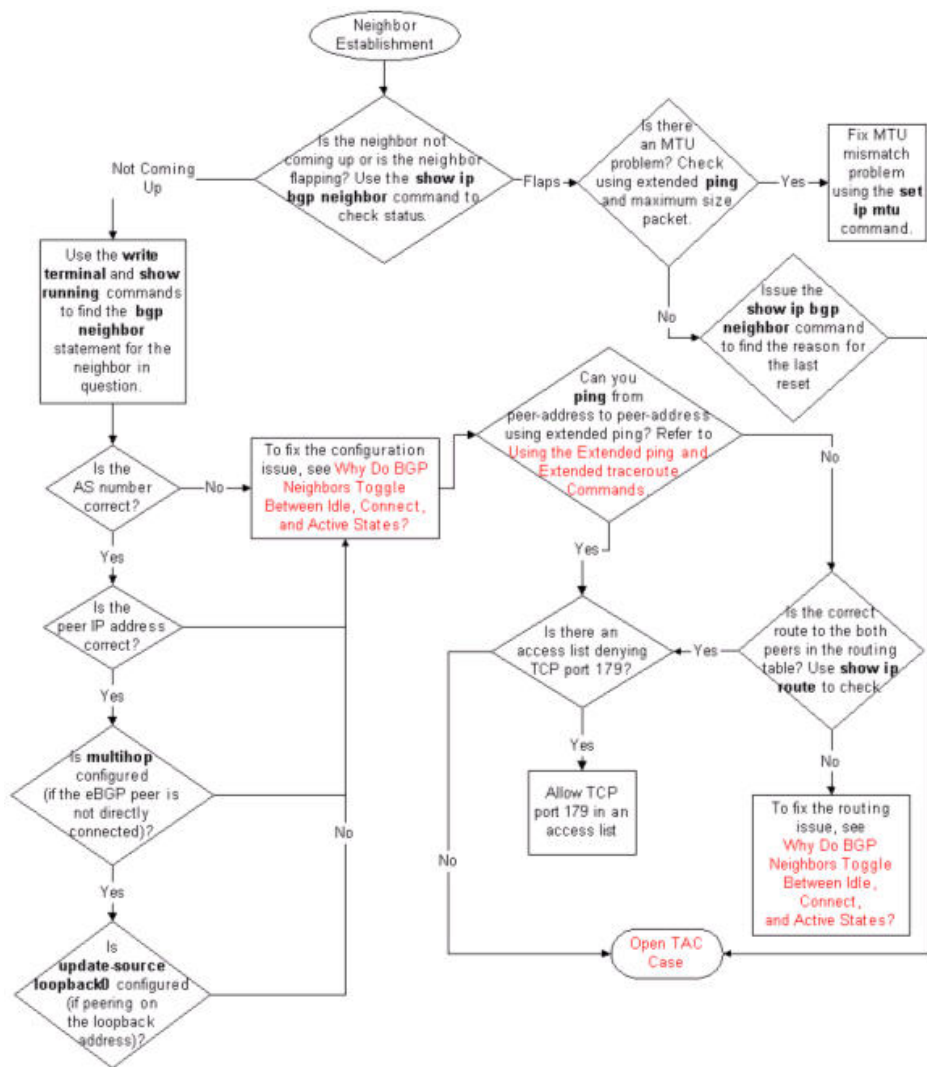 Neighbor
Establishment
Is the neighbor not
coming up or is the neighbor
flapping? Use the show ip
bgp neighbor command to
check status.
Not Coming
Up
Flaps
Is there
an MTU
problem? Check
using extended ping
and maximum size
packet.
Yes
Fix MTU
mismatch
problem
using the set
ip mtu
command.
No
Issue the
show ip bgp
neighbor command
to find the reason for
the last
reset
Use the write
terminal and show
running commands
to find the bgp
neighbor
statement for the
neighbor in
question.
Is the
AS number
correct?
No
To fix the configuration
issue, see Why Do BGP
Neighbors Toggle
Between Idle, Connect,
and Active States?
Can you
ping from
peer-address to peer-address
using extended ping? Refer to
Using the Extended ping and
Extended traceroute
Commands.
No
Yes
Yes
Is the
peer IP address
correct?
Is there an
access list denying
TCP port 179?
Yes
Is the correct
route to the both
peers in the routing
table? Use show ip
route to check
Yes
Is multihop
configured
(if the eBGP peer is
not directly
connected)?
Yes
Allow TCP
port 179 in an
access list
No
To fix the routing
issue, see
Why Do BGP
Neighbors Toggle
Between Idle,
Connect,
and Active States?
No
No
Yes
Is
update-source
loopback0 configured
(if peering on
the loopback
address)?
Open TAC
Case